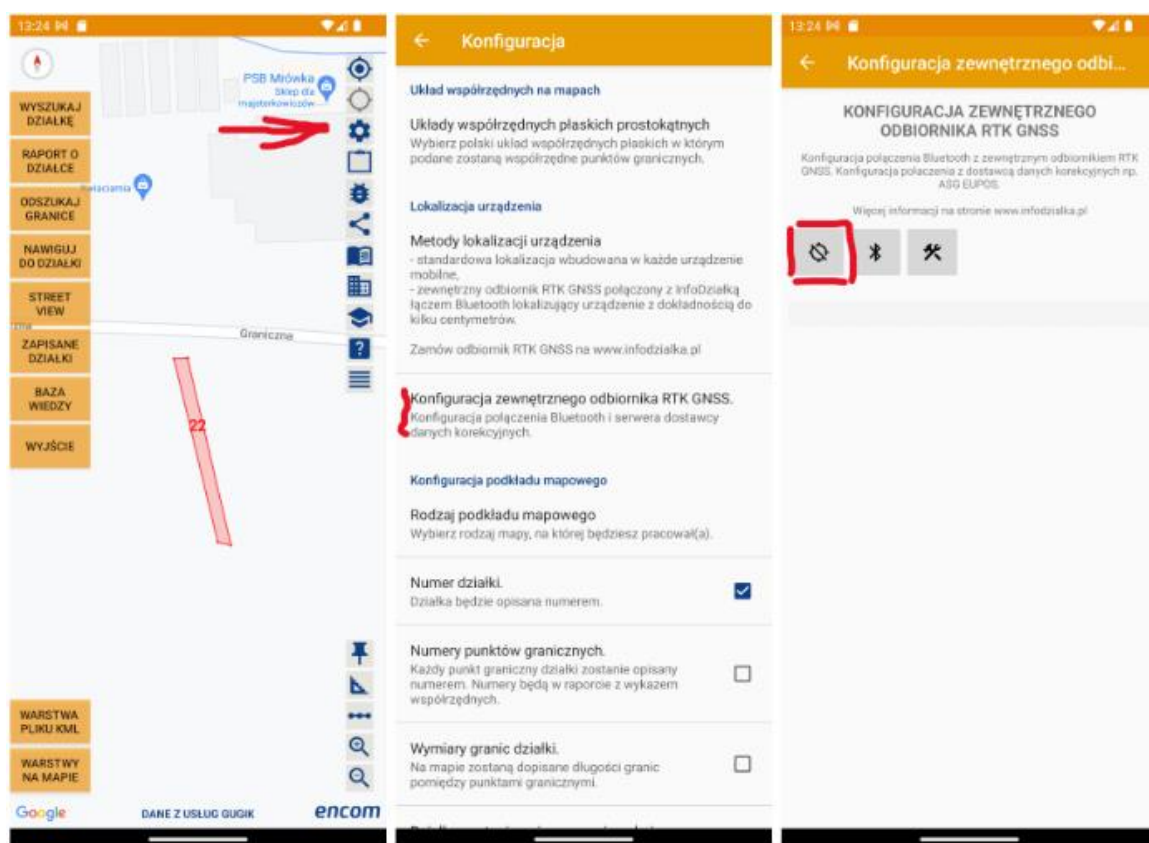 13:24
WYSZUKAJ
DZIAŁKĘ
RAPORT O
DZIAŁCE
ODSZUKAJ
GRANICE
NAWIGUJ
DO DZIAŁKI
STREET
VIEW
ZAPISANE
DZIAŁKI
BAZA
WIEDZY
WYJŚCIE
PSB Mrówka
Sklep dla
majsterkowiczów
Graniczna
22
WARSTWA
PLIKU KML
WARSTWY
NA MAPIE
Google
DANE Z USŁUG GUGIK
encom
Konfiguracja
Układ współrzędnych na mapach
Układy współrzędnych płaskich prostokątnych
Wybierz polski układ współrzędnych płaskich w którym
podane zostaną współrzędne punktów granicznych.
Lokalizacja urządzenia
Metody lokalizacji urządzenia
- standardowa lokalizacja wbudowana w każde urządzenie
mobilne,
- zewnętrzny odbiornik RTK GNSS połączony z InfoDziałką
łączem Bluetooth lokalizujący urządzenie z dokładnością do
kilku centymetrów.
Zamów odbiornik RTK GNSS na www.infodzialka.pl
Konfiguracja zewnętrznego odbiornika RTK GNSS.
Konfiguracja połączenia Bluetooth i serwera dostawcy
danych korekcyjnych.
Konfiguracja podkładu mapowego
Rodzaj podkładu mapowego
Wybierz rodzaj mapy, na której będziesz pracował(a).
Numer działki.
Działka będzie opisana numerem.
Numery punktów granicznych.
Każdy punkt graniczny działki zostanie opisany
numerem. Numery będą w raporcie z wykazem
współrzędnych.
Wymiary granic działki.
Na mapie zostaną dopisane długości granic
pomiędzy punktami granicznymi.
13:24
Konfiguracja zewnętrznego odbi...
KONFIGURACJA ZEWNĘTRZNEGO
ODBIORNIKA RTK GNSS
Konfiguracja połączenia Bluetooth z zewnętrznym odbiornikiem RTK
GNSS. Konfiguracja połaczenia z dostawcą danych korekcyjnych np.
ASG EUPOS.
Więcej informacji na stronie www.infodzialka.pl